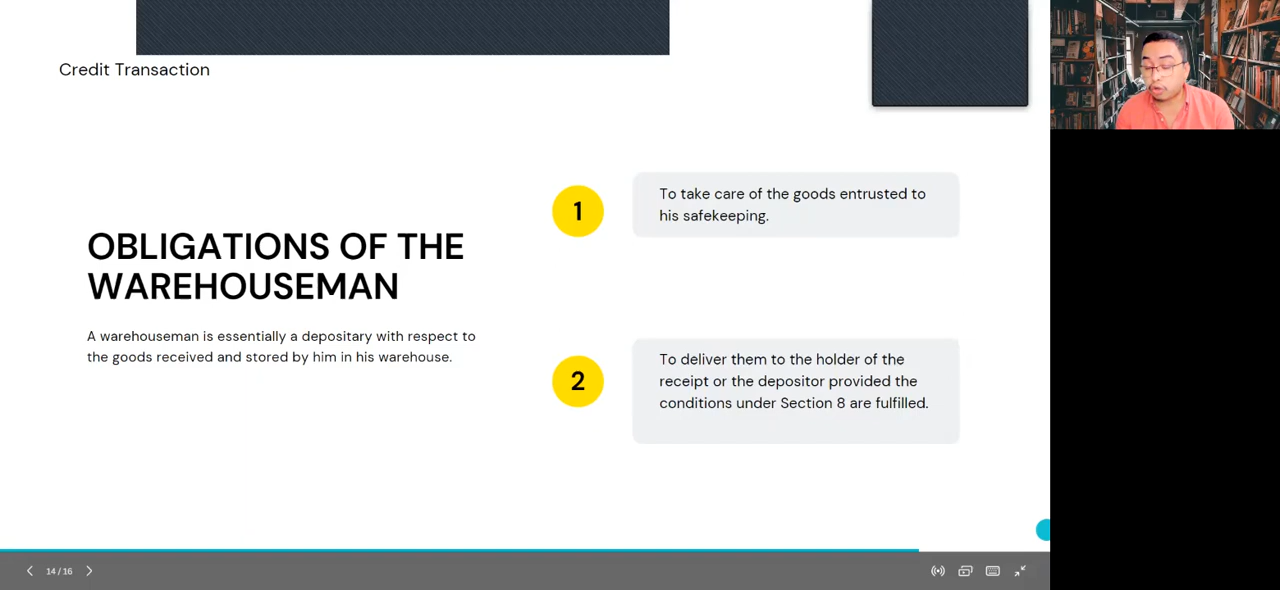 Credit Transaction
OBLIGATIONS OF THE
WAREHOUSEMAN
A warehouseman is essentially a depositary with respect to
the goods received and stored by him in his warehouse.
1
To take care of the goods entrusted to
his safekeeping.
2
To deliver them to the holder of the
receipt or the depositor provided the
conditions under Section 8 are fulfilled.
14 / 16